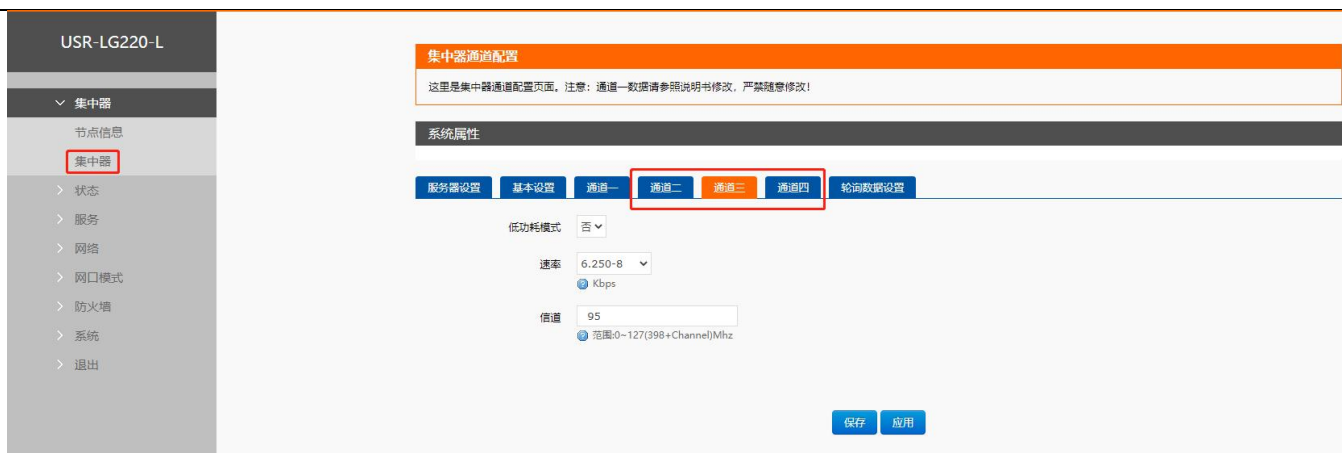 USR-LG220-L
集中器
节点信息
集中器
状态
服务
网络
网口模式
防火墙
系统
退出
集中器通道配置
这里是集中器通道配置页面。注意：通道一数据请参照说明书修改，严禁随意修改！
系统属性
服务器设置 基本设置 通道一 通道二 通道三 通道四 轮询数据设置
低功耗模式 否
速率 6.250-8
Kbps
信道 95
范围:0~127(398+Channel)Mhz
保存 应用